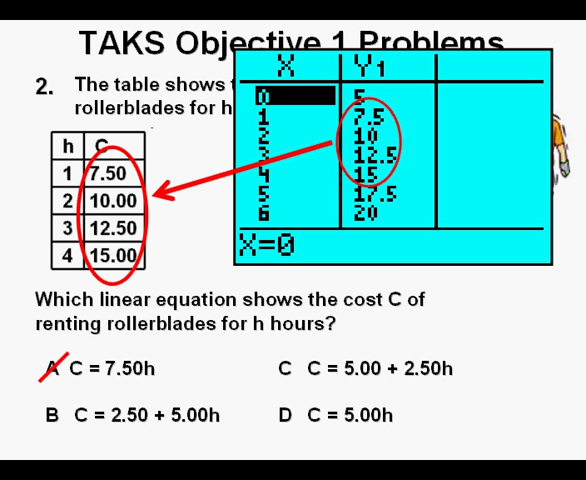 TAKS Objective 1 Problems
2. The table shows
rollerblades for h
h C
1 7.50
2 10.00
3 12.50
4 15.00
X Y1
0 5
1 7.5
2 10
3 12.5
4 15
5 17.5
6 20
X=0
Which linear equation shows the cost C of
renting rollerblades for h hours?
A C = 7.50h
B C = 2.50 + 5.00h
C C = 5.00 + 2.50h
D C = 5.00h